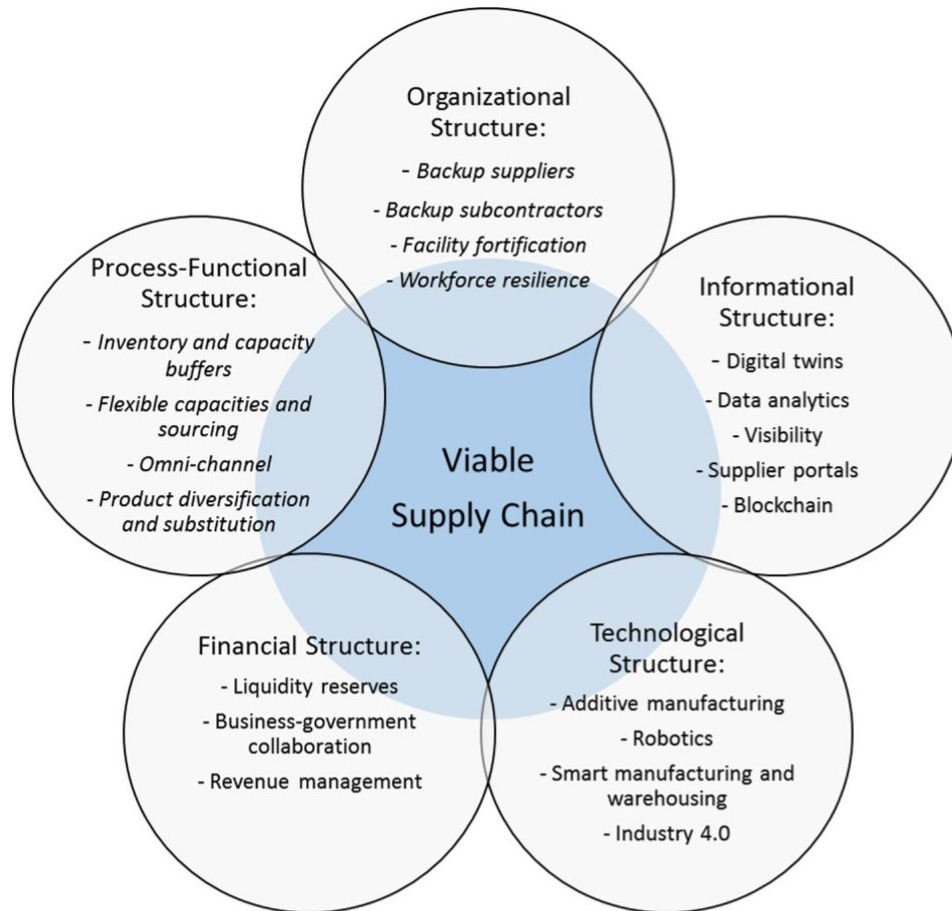 Organizational
Structure:
- Backup suppliers
- Backup subcontractors
- Facility fortification
- Workforce resilience
Process-Functional
Structure:
- Inventory and capacity
buffers
- Flexible capacities and
sourcing
- Omni-channel
- Product diversification
and substitution
Informational
Structure:
- Digital twins
- Data analytics
- Visibility
- Supplier portals
- Blockchain
Viable
Supply Chain
Financial Structure:
- Liquidity reserves
- Business-government
collaboration
- Revenue management
Technological
Structure:
- Additive manufacturing
- Robotics
- Smart manufacturing and
warehousing
- Industry 4.0